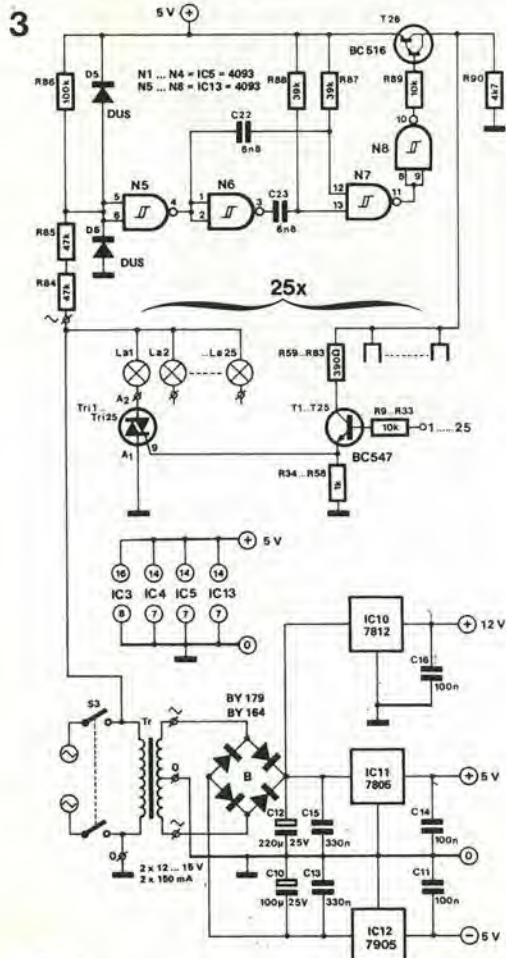 3
5 V +
T26
BC 516
R86
100k
D5
DUS
N1 ... N4 = IC5 = 4093
N5 ... N8 = IC13 = 4093
R88
39k
39k
R87
R89
10k
R90
4k7
C22
6n8
10
N8
8 9
5
6
N5
4
1
2
N6
3
C23
6n8
12
13
N7
11
R85
47k
D6
DUS
R84
47k
~
25x
La1
La2
...La25
A2
Tri1...
Tri25
A1
g
R59...R83
390Ω
T1...T25
R9...R33
10k
1......25
BC547
R34...R58
1k
+ 5 V
16 14 14 14
IC3 IC4 IC5 IC13
8 7 7 7
0
IC10
7812
+ 12 V
C16
100n
S3
Tr
~
0
~
0
BY 179
BY 164
B
2 x 12 ... 15 V
2 x 150 mA
C12
220µ 25V
C15
330n
IC11
7805
+ 5 V
C14
100n
0
C10
100µ 25V
C13
330n
C11
100n
IC12
7905
− 5 V